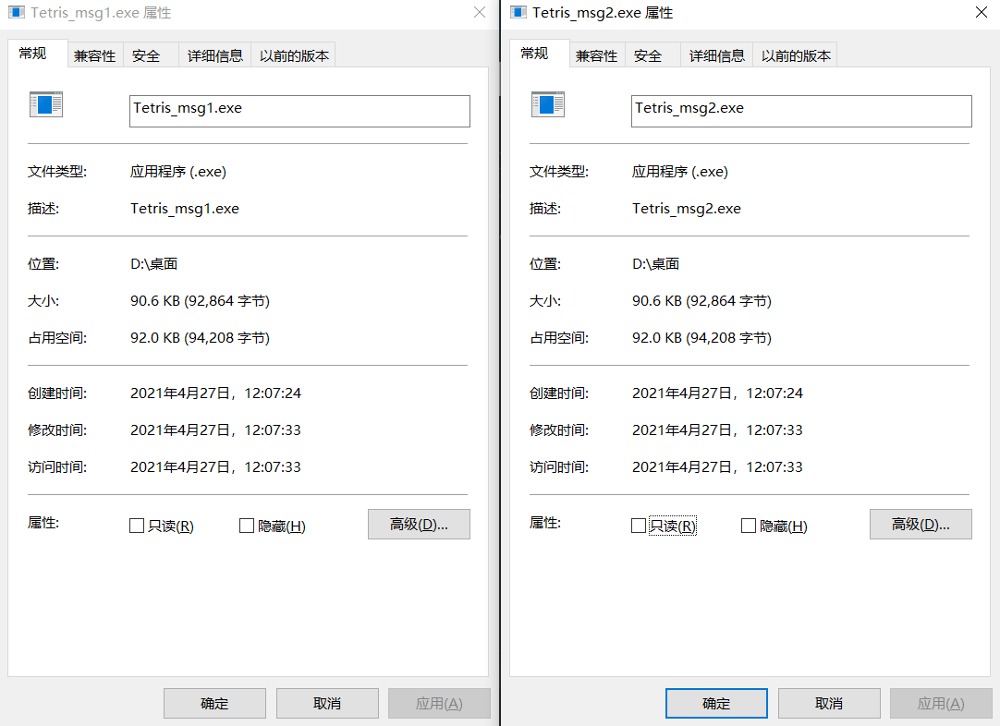 Tetris_msg1.exe 属性
常规 兼容性 安全 详细信息 以前的版本
Tetris_msg1.exe
文件类型: 应用程序 (.exe)
描述: Tetris_msg1.exe
位置: D:\桌面
大小: 90.6 KB (92,864 字节)
占用空间: 92.0 KB (94,208 字节)
创建时间: 2021年4月27日，12:07:24
修改时间: 2021年4月27日，12:07:33
访问时间: 2021年4月27日，12:07:33
属性: 只读(R) 隐藏(H) 高级(D)...
确定 取消 应用(A)
Tetris_msg2.exe 属性
常规 兼容性 安全 详细信息 以前的版本
Tetris_msg2.exe
文件类型: 应用程序 (.exe)
描述: Tetris_msg2.exe
位置: D:\桌面
大小: 90.6 KB (92,864 字节)
占用空间: 92.0 KB (94,208 字节)
创建时间: 2021年4月27日，12:07:24
修改时间: 2021年4月27日，12:07:33
访问时间: 2021年4月27日，12:07:33
属性: 只读(R) 隐藏(H) 高级(D)...
确定 取消 应用(A)